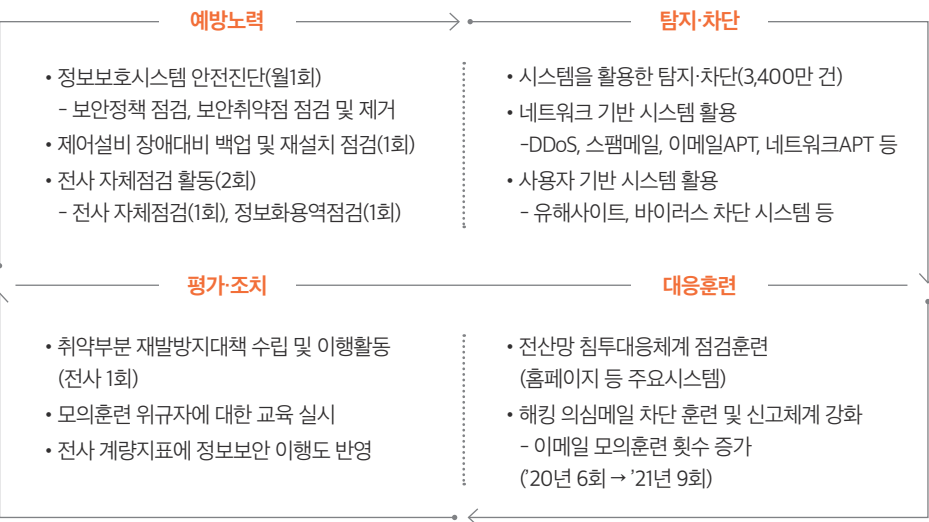 예방노력
• 정보보호시스템 안전진단(월1회)
- 보안정책 점검, 보안취약점 점검 및 제거
• 제어설비 장애대비 백업 및 재설치 점검(1회)
• 전사 자체점검 활동(2회)
- 전사 자체점검(1회), 정보화용역점검(1회)
탐지·차단
• 시스템을 활용한 탐지·차단(3,400만 건)
• 네트워크 기반 시스템 활용
-DDoS, 스팸메일, 이메일APT, 네트워크APT 등
• 사용자 기반 시스템 활용
- 유해사이트, 바이러스 차단 시스템 등
평가·조치
• 취약부분 재발방지대책 수립 및 이행활동
(전사 1회)
• 모의훈련 위규자에 대한 교육 실시
• 전사 계량지표에 정보보안 이행도 반영
대응훈련
• 전산망 침투대응체계 점검훈련
(홈페이지 등 주요시스템)
• 해킹 의심메일 차단 훈련 및 신고체계 강화
- 이메일 모의훈련 횟수 증가
(’20년 6회 → ’21년 9회)